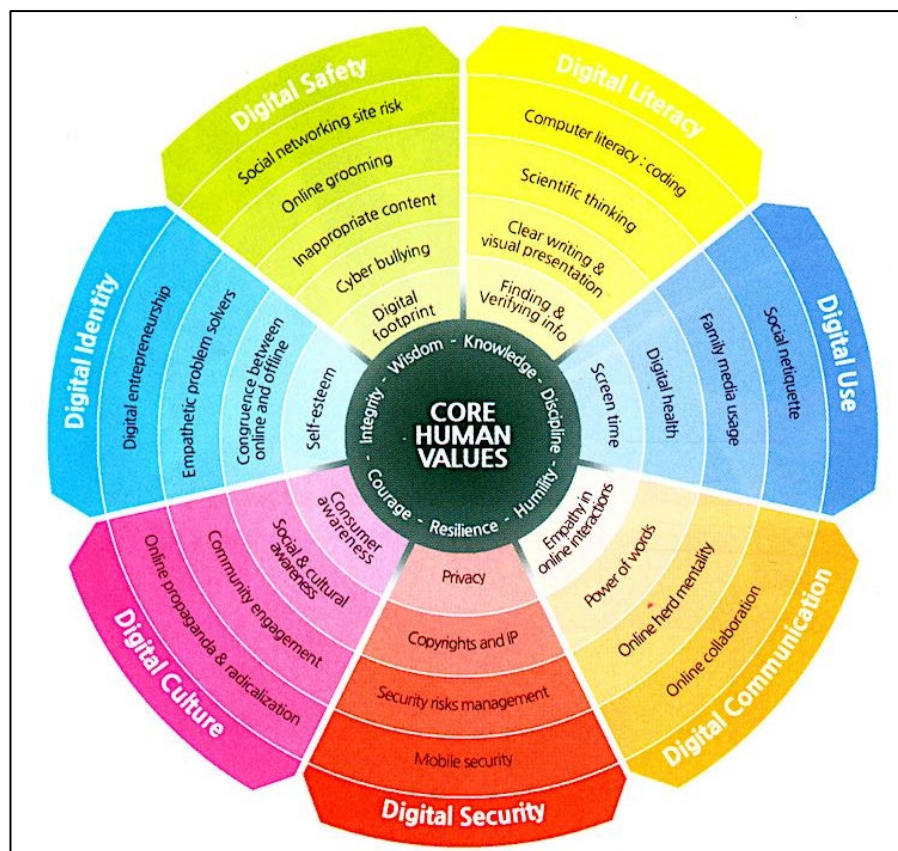 Digital Safety
Social networking site risk
Online grooming
Inappropriate content
Cyber bullying
Digital
footprint
Digital Literacy
Computer literacy : coding
Scientific thinking
Clear writing &
visual presentation
Finding &
Verifying info
Digital Use
Social netiquette
Family media usage
Digital health
Screen time
Digital Communication
Online collaboration
Online herd mentality
Power of words
Empathy in
online interactions
Digital Security
Mobile security
Security risks management
Copyrights and IP
Privacy
Digital Culture
Online propaganda & radicalization
Community engagement
Social & cultural
awareness
Consumer
awareness
Digital Identity
Digital entrepreneurship
Empathetic problem solvers
Congruence between
online and offline
Self-esteem
Integrity - Wisdom - Knowledge - Discipline
CORE
HUMAN
VALUES
Courage - Resilience - Humility -